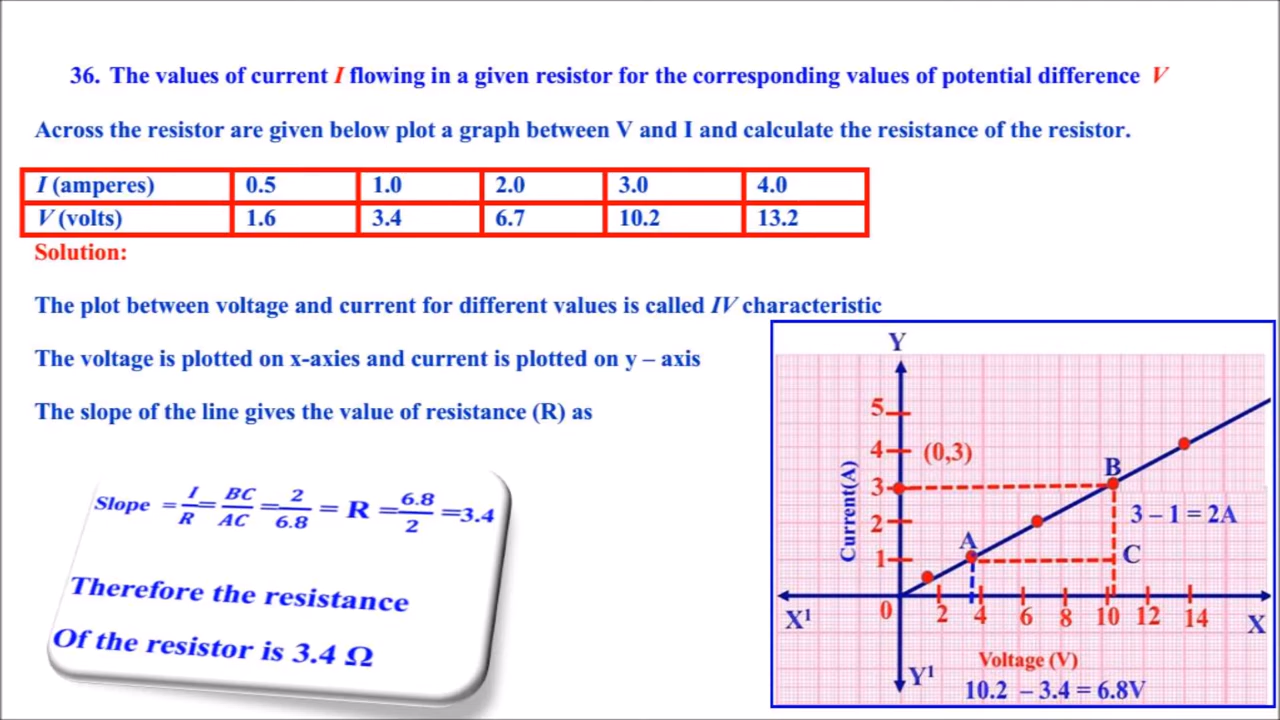 36. The values of current I flowing in a given resistor for the corresponding values of potential difference V
Across the resistor are given below plot a graph between V and I and calculate the resistance of the resistor.
I (amperes) 0.5 1.0 2.0 3.0 4.0
V (volts) 1.6 3.4 6.7 10.2 13.2
Solution:
The plot between voltage and current for different values is called IV characteristic
The voltage is plotted on x-axies and current is plotted on y – axis
The slope of the line gives the value of resistance (R) as
Slope = I/R = BC/AC = 2/6.8 = R = 6.8/2 = 3.4
Therefore the resistance
Of the resistor is 3.4 Ω
Y
5
4 (0,3)
B
3
3 – 1 = 2A
2
A
C
1
Current(A)
0 2 4 6 8 10 12 14
X¹ X
Voltage (V)
Y¹
10.2 – 3.4 = 6.8V